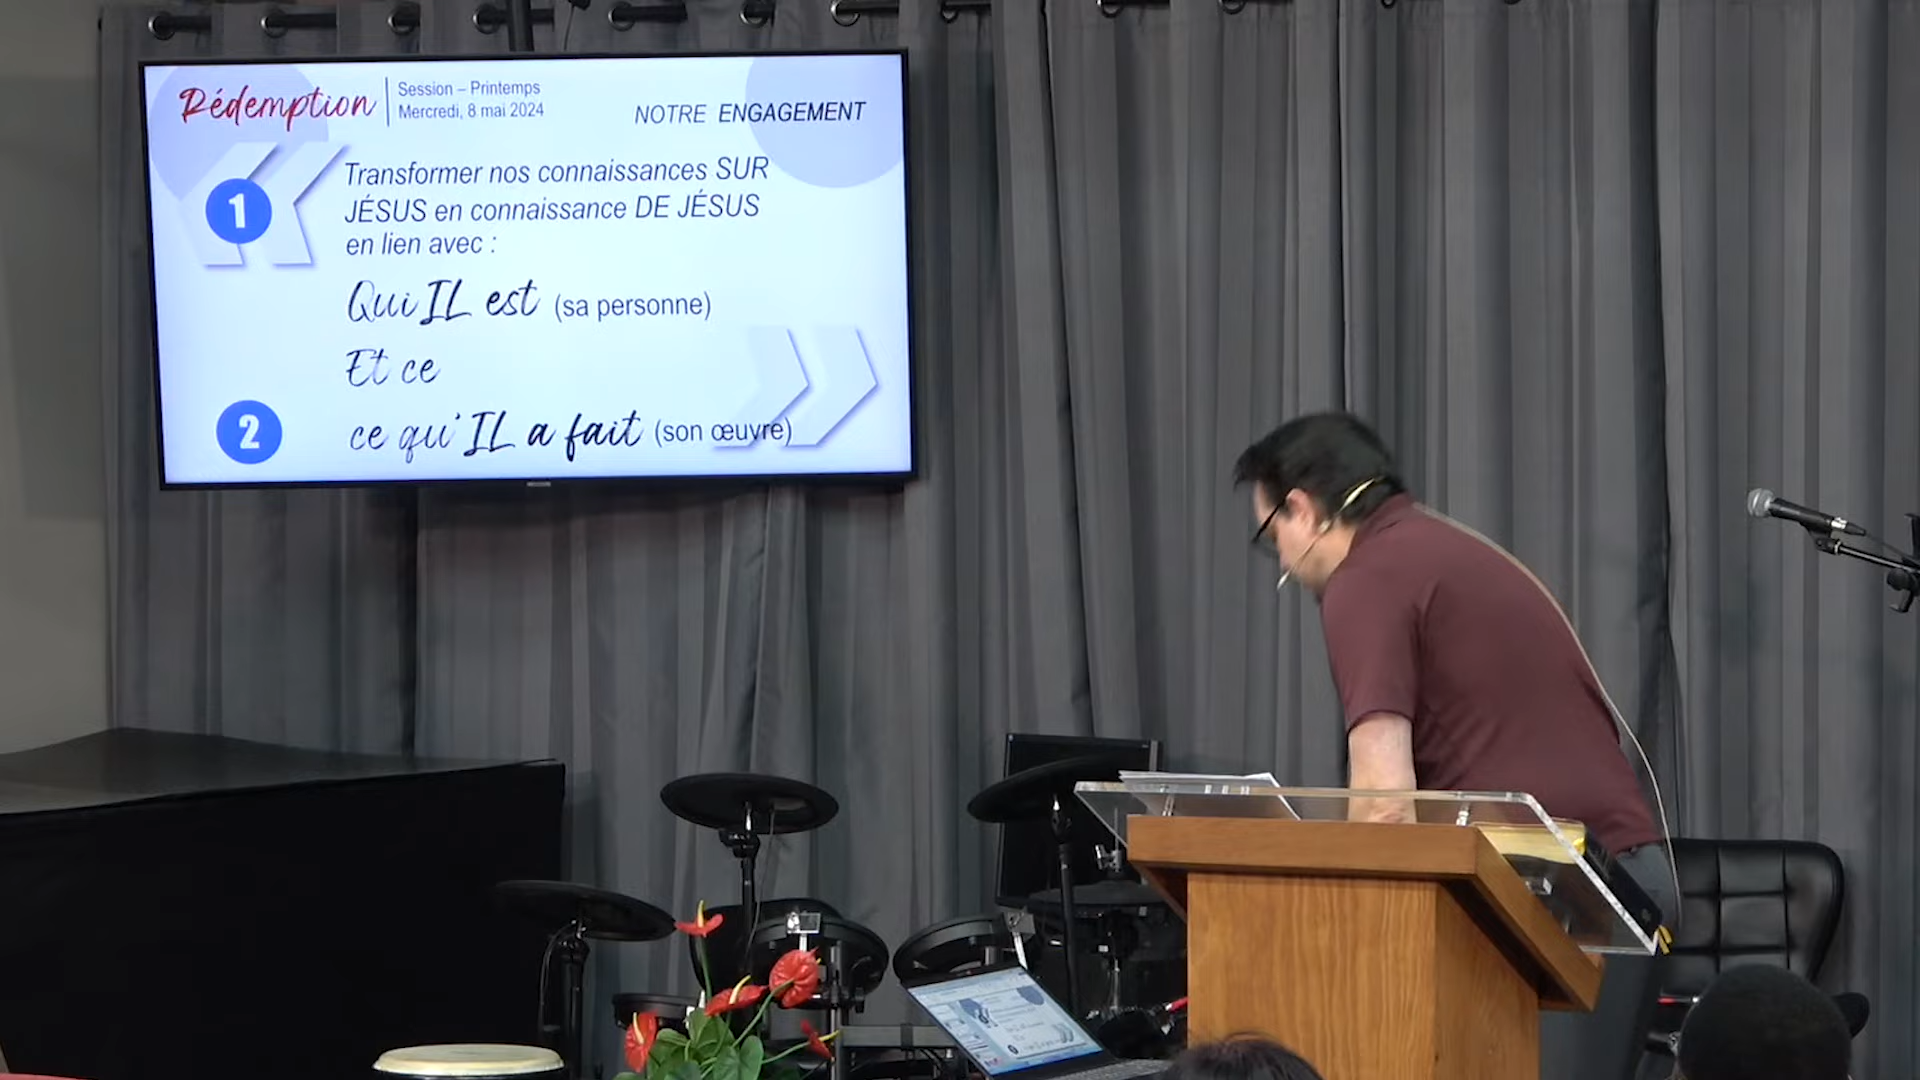 Rédemption
Session – Printemps
Mercredi, 8 mai 2024
NOTRE ENGAGEMENT
1
Transformer nos connaissances SUR
JÉSUS en connaissance DE JÉSUS
en lien avec :
Qui IL est (sa personne)
Et ce
2
ce qu'IL a fait (son œuvre)